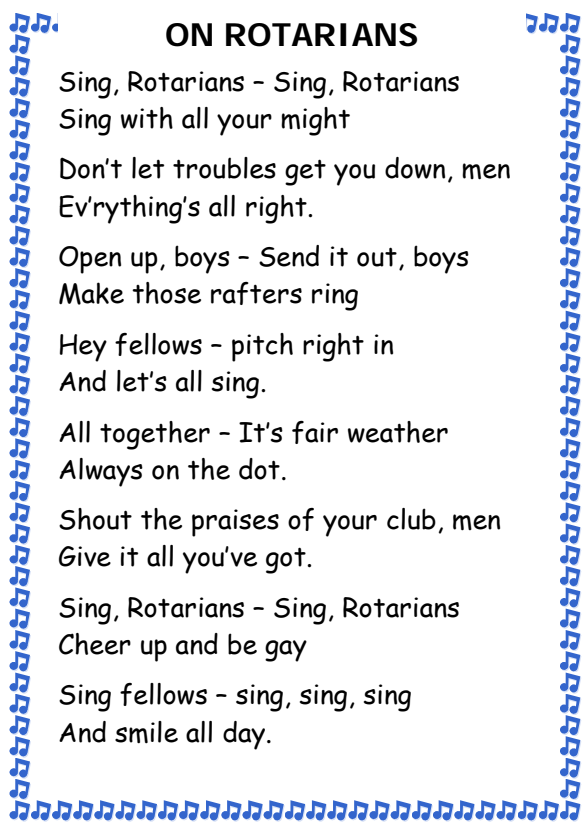 ON ROTARIANS
Sing, Rotarians – Sing, Rotarians
Sing with all your might
Don't let troubles get you down, men
Ev'rything's all right.
Open up, boys – Send it out, boys
Make those rafters ring
Hey fellows – pitch right in
And let's all sing.
All together – It's fair weather
Always on the dot.
Shout the praises of your club, men
Give it all you've got.
Sing, Rotarians – Sing, Rotarians
Cheer up and be gay
Sing fellows – sing, sing, sing
And smile all day.